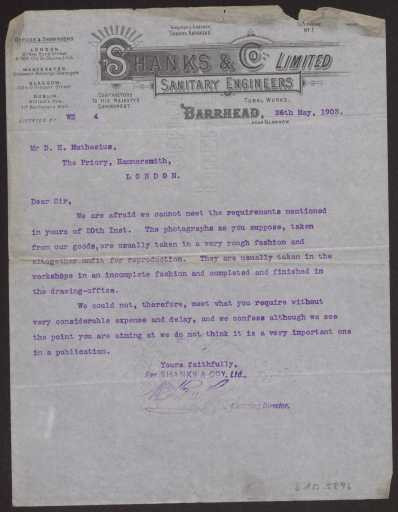 OFFICES & SHOWROOMS
LONDON.
MANCHESTER.
GLASGOW.
DUBLIN.
SHANKS & Co. LIMITED
SANITARY ENGINEERS
CONTRACTORS
TO HIS MAJESTY'S
GOVERNMENT
TUBAL WORKS.
BARRHEAD, 26th May, 1903.
NEAR GLASGOW
DICTATED BY WS 4
The Priory, Hammersmith,
LONDON.
Dear Sir,
We are afraid we cannot meet the requirements mentioned
in yours of 20th Inst. The photographs as you suppose, taken
from our goods, are usually taken in a very rough fashion and
altogether unfit for reproduction. They are usually taken in the
workshops in an incomplete fashion and completed and finished in
the drawing-office.
We could not, therefore, meet what you require without
very considerable expense and delay, and we confess although we see
the point you are aiming at we do not think it is a very important one
in a publication.
Yours faithfully,
For SHANKS & COY. Ltd.,
Director.